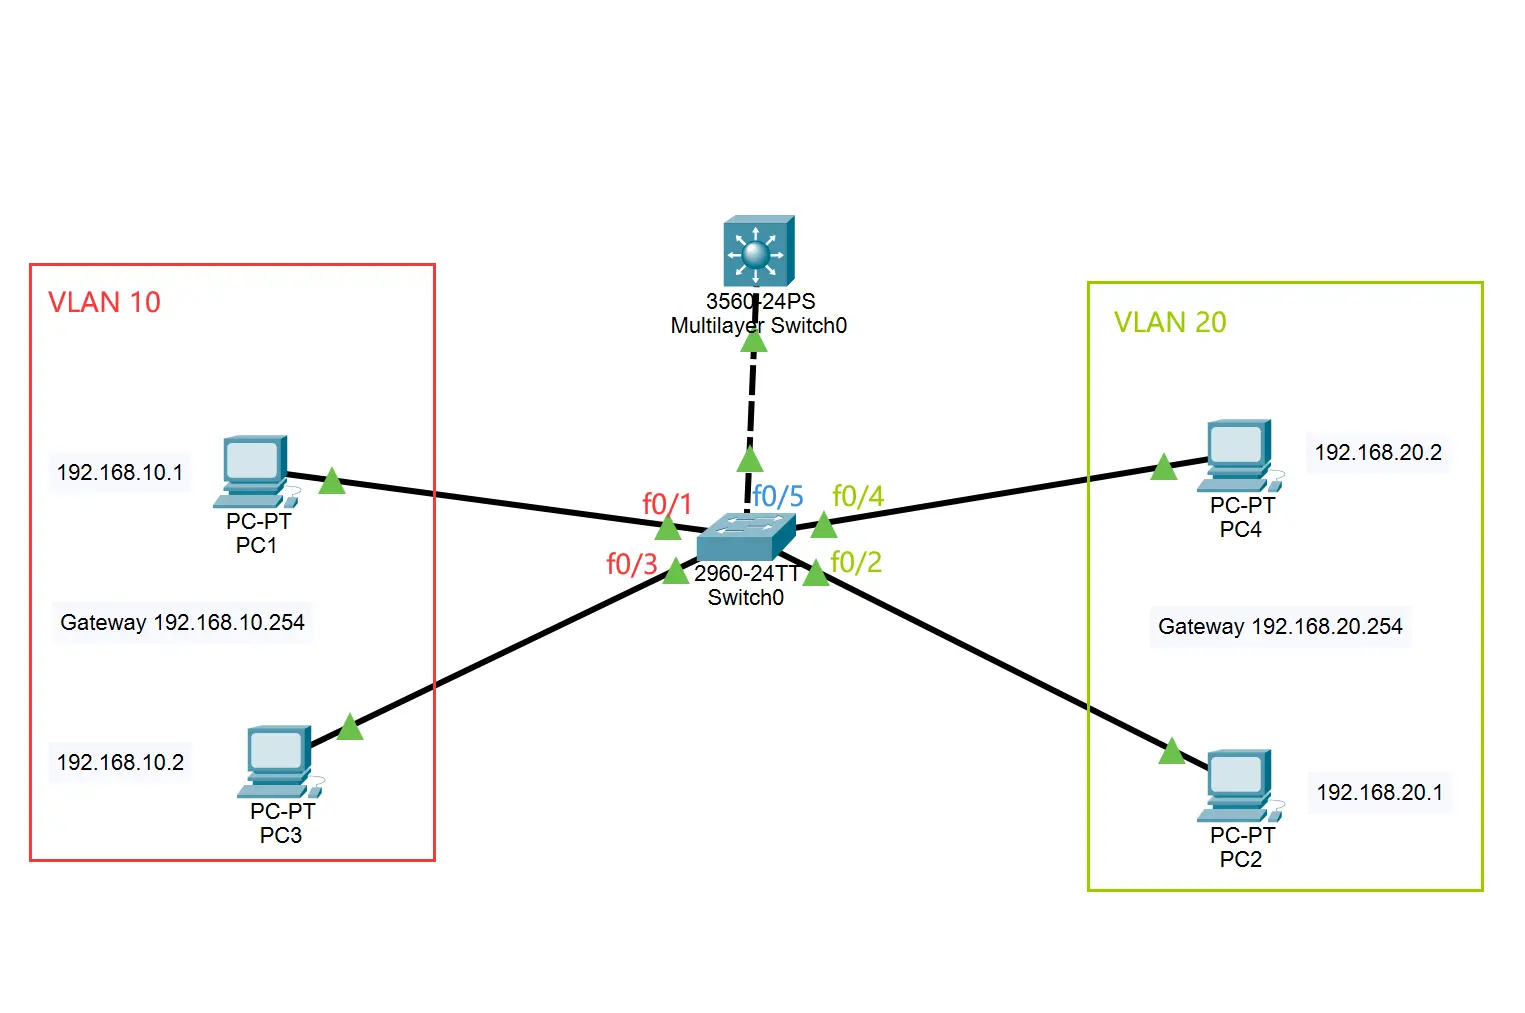 3560-24PS
Multilayer Switch0
VLAN 10
VLAN 20
192.168.10.1
PC-PT
PC1
192.168.20.2
PC-PT
PC4
f0/1
f0/5
f0/4
f0/3
f0/2
2960-24TT
Switch0
Gateway 192.168.10.254
Gateway 192.168.20.254
192.168.10.2
PC-PT
PC3
192.168.20.1
PC-PT
PC2